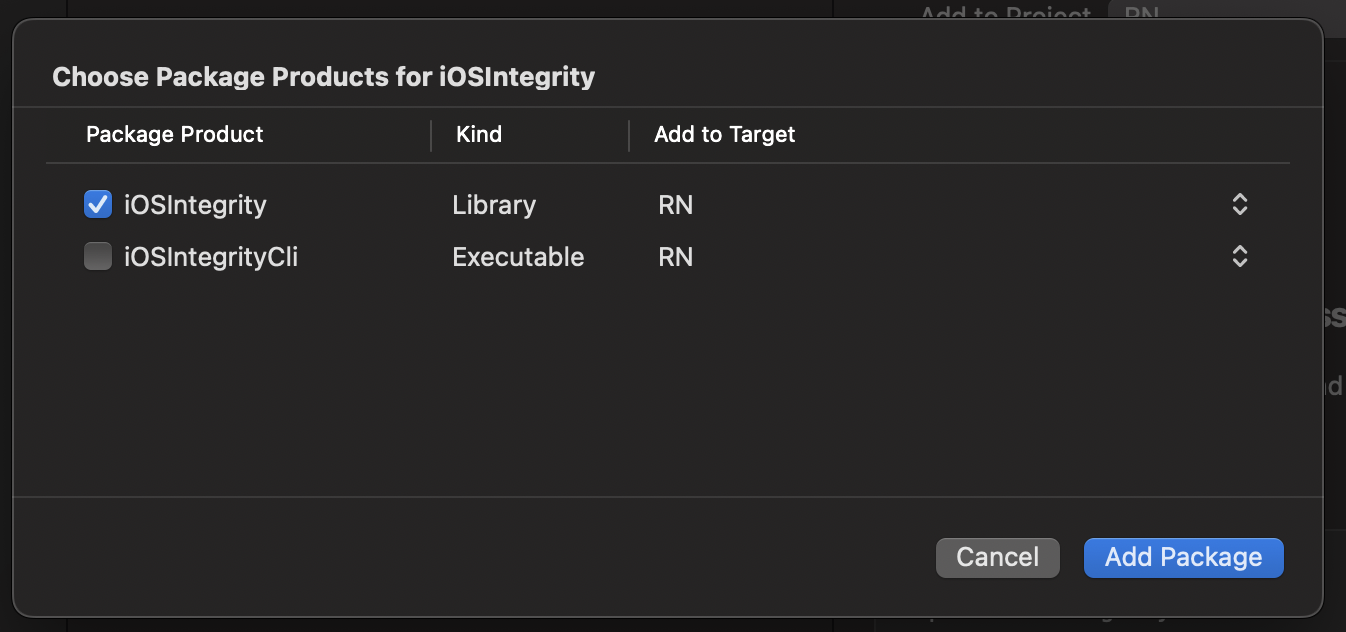 Add to Project RN
Choose Package Products for iOSIntegrity
Package Product Kind Add to Target
iOSIntegrity Library RN
iOSIntegrityCli Executable RN
Cancel Add Package